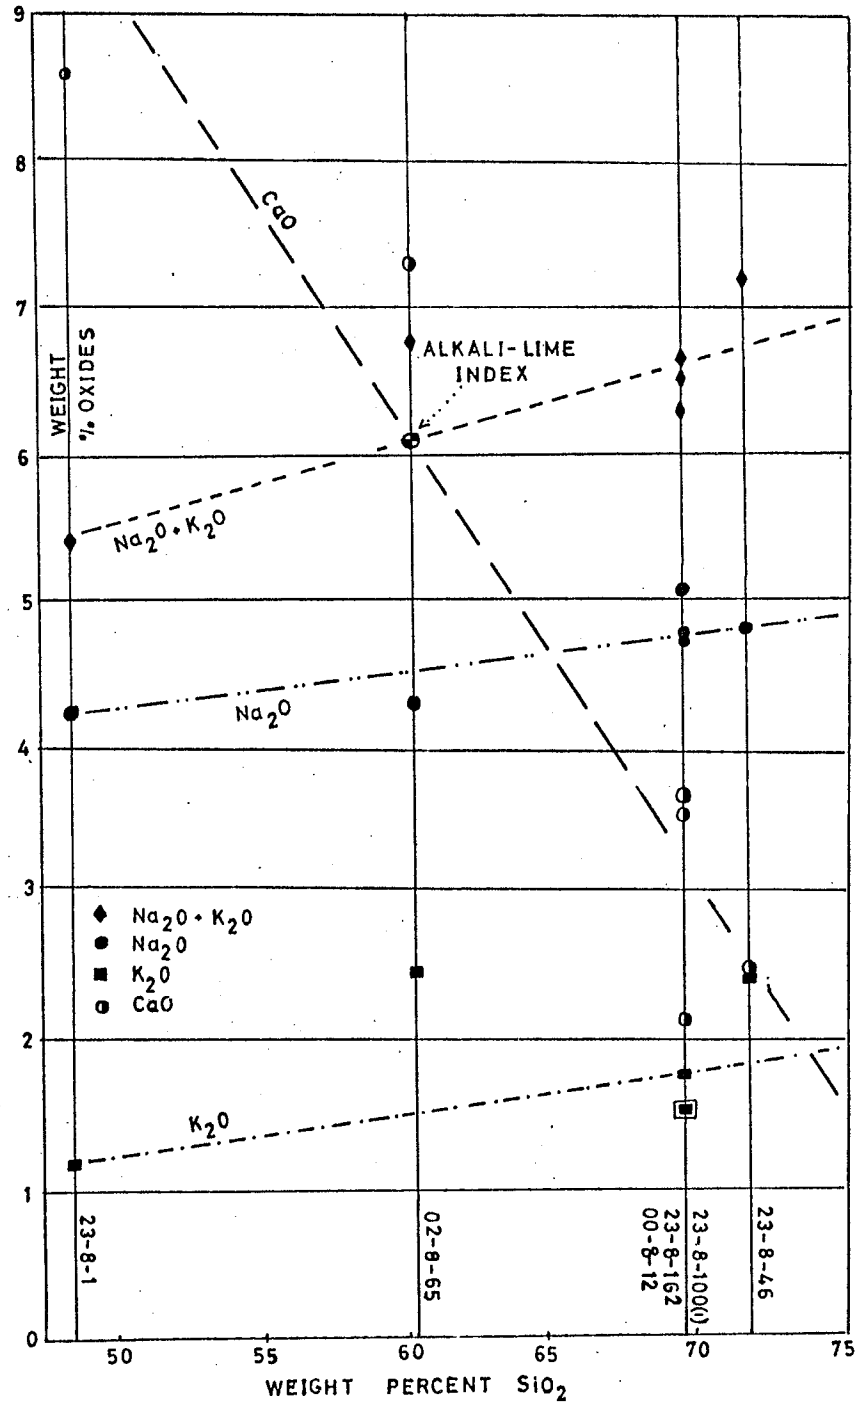 9
8
7
6
5
4
3
2
1
0
WEIGHT
% OXIDES
CaO
ALKALI-LIME
INDEX
Na₂O + K₂O
Na₂O
K₂O
Na₂O + K₂O
Na₂O
K₂O
CaO
23-8-1
02-8-65
00-8-12
23-8-162
23-8-100(1)
23-8-46
50 55 60 65 70 75
WEIGHT PERCENT SiO₂